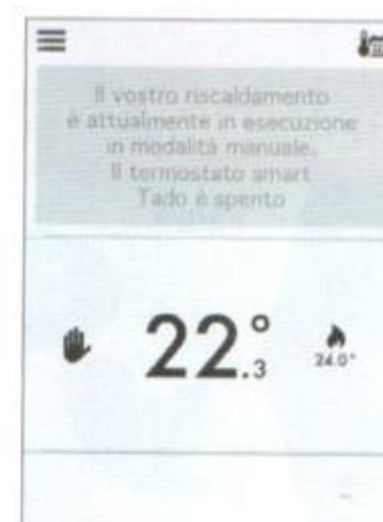 Il vostro riscaldamento
è attualmente in esecuzione
in modalità manuale.
Il termostato smart
Tado è spento
22.3°
24.0°